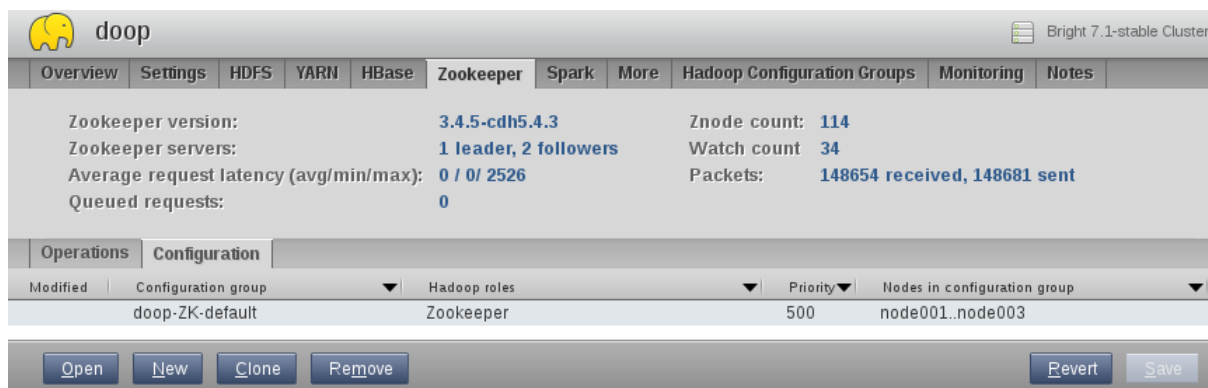 doop
Bright 7.1-stable Cluster
Overview Settings HDFS YARN HBase Zookeeper Spark More Hadoop Configuration Groups Monitoring Notes
Zookeeper version: 3.4.5-cdh5.4.3 Znode count: 114
Zookeeper servers: 1 leader, 2 followers Watch count 34
Average request latency (avg/min/max): 0 / 0/ 2526 Packets: 148654 received, 148681 sent
Queued requests: 0
Operations Configuration
Modified Configuration group Hadoop roles Priority Nodes in configuration group
doop-ZK-default Zookeeper 500 node001..node003
Open New Clone Remove Revert Save